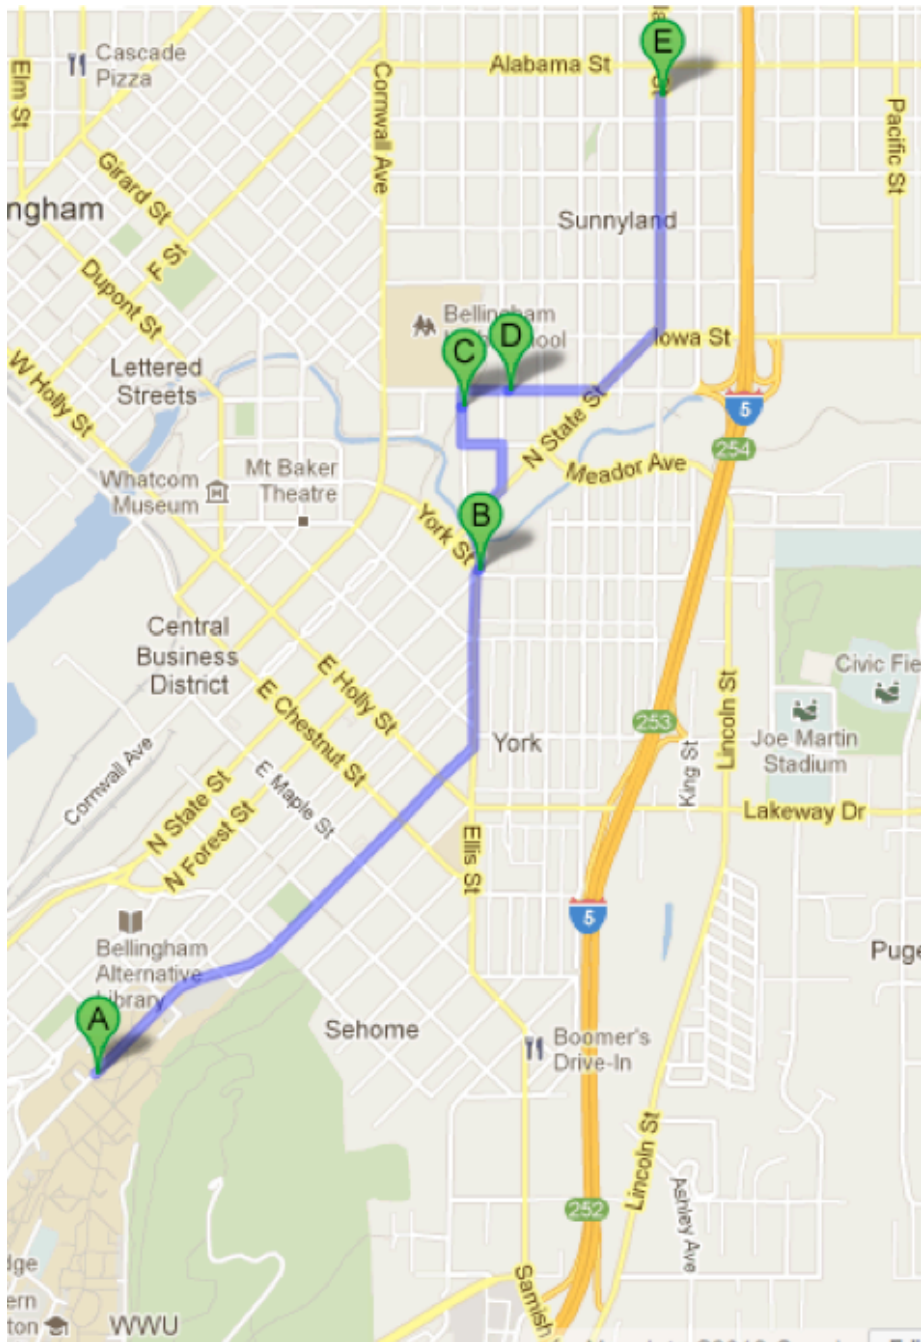 Cascade
Pizza
Elm St
Cornwall Ave
Alabama St
E
St
Pacific St
Girard St
ngham
F St
Sunnyland
Dupont St
W Holly St
Bellingham
C
D
Iowa St
Lettered
Streets
5
N State St
254
Meador Ave
Whatcom
Museum
Mt Baker
Theatre
B
York St
Central
Business
District
E Holly St
E Chestnut St
Civic Fie
253
Lincoln St
York
Joe Martin
Stadium
King St
Cornwall Ave
E Maple St
N State St
N Forest St
Lakeway Dr
Ellis St
5
Bellingham
Alternative
Library
Puge
A
Sehome
Boomer's
Drive-In
Lincoln St
Ashley Ave
252
dge
ern
ton
WWU
Samish